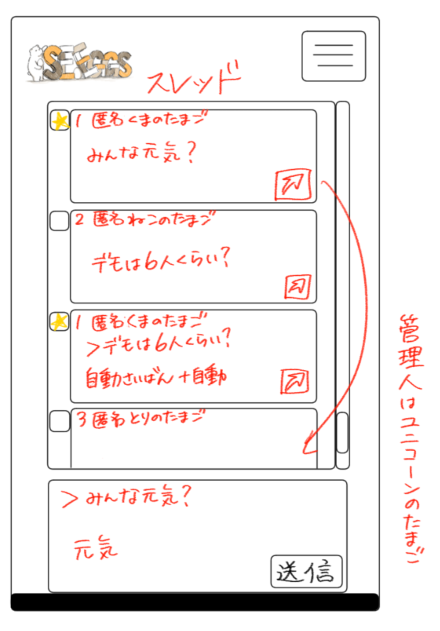 スレッド
1 匿名くまのたまご
みんな元気？
2 匿名ねこのたまご
デモは6人くらい？
1 匿名くまのたまご
＞デモは6人くらい？
自動さいばん＋自動
3 匿名とりのたまご
＞みんな元気？
元気
送信
管理人はユニコーンのたまご